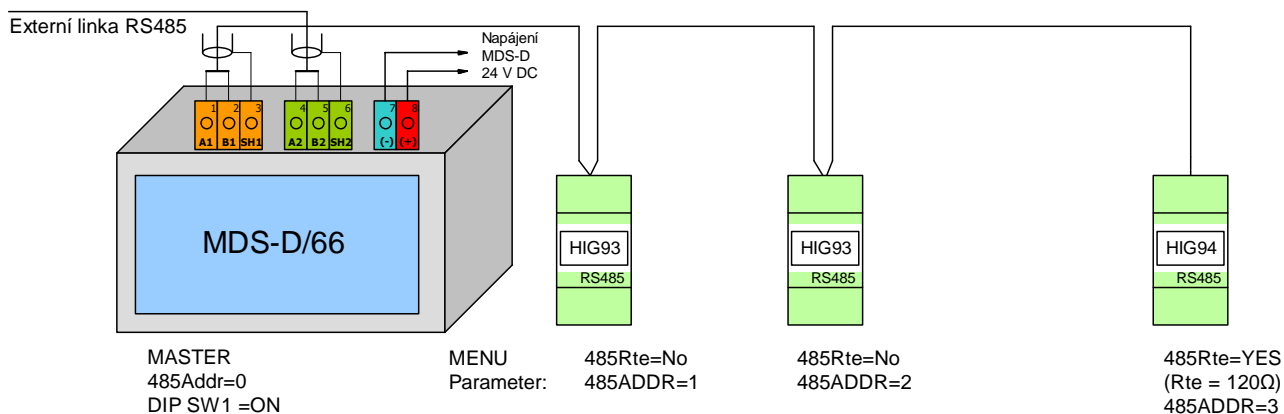 Externí linka RS485
Napájení
MDS-D
24 V DC
1 2 3 4 5 6 7 8
A1 B1 SH1 A2 B2 SH2 (-) (+)
MDS-D/66
HIG93
RS485
HIG93
RS485
HIG94
RS485
MASTER
485Addr=0
DIP SW1 =ON
MENU
Parameter:
485Rte=No
485ADDR=1
485Rte=No
485ADDR=2
485Rte=YES
(Rte = 120Ω)
485ADDR=3